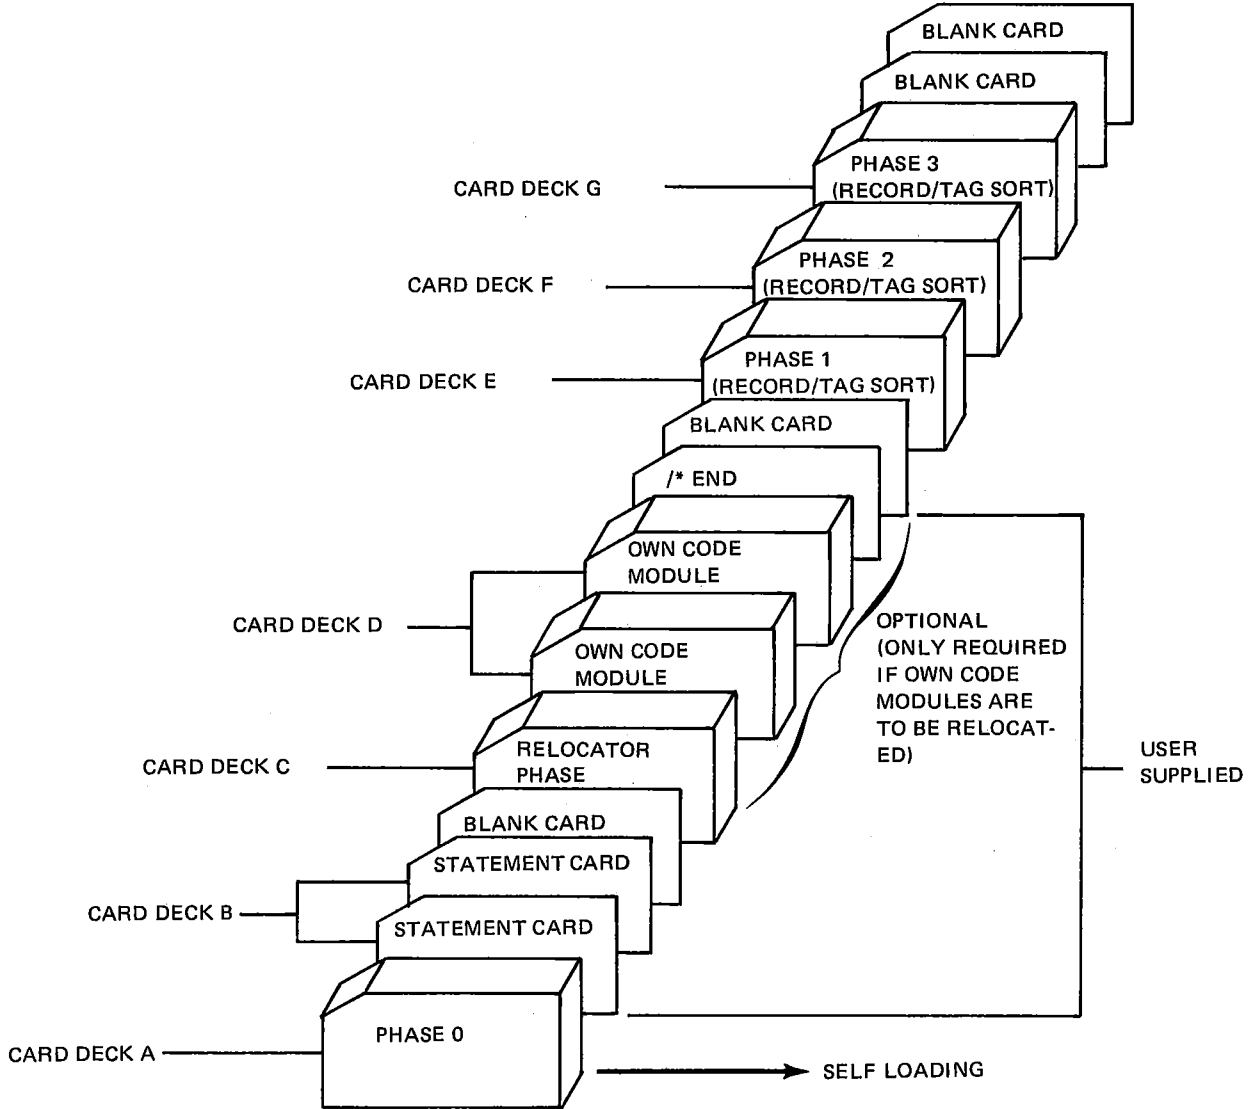 BLANK CARD
BLANK CARD
PHASE 3
(RECORD/TAG SORT)
CARD DECK G
PHASE 2
(RECORD/TAG SORT)
CARD DECK F
PHASE 1
(RECORD/TAG SORT)
CARD DECK E
BLANK CARD
/* END
OWN CODE
MODULE
CARD DECK D
OWN CODE
MODULE
OPTIONAL
(ONLY REQUIRED
IF OWN CODE
MODULES ARE
TO BE RELOCAT-
ED)
USER
SUPPLIED
RELOCATOR
PHASE
CARD DECK C
BLANK CARD
STATEMENT CARD
CARD DECK B
STATEMENT CARD
PHASE 0
CARD DECK A
SELF LOADING